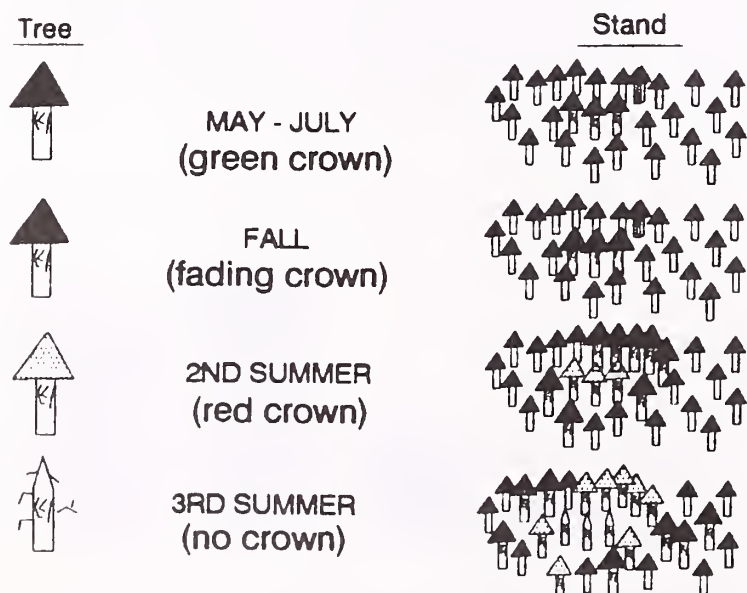 Tree
Stand
MAY - JULY
(green crown)
FALL
(fading crown)
2ND SUMMER
(red crown)
3RD SUMMER
(no crown)